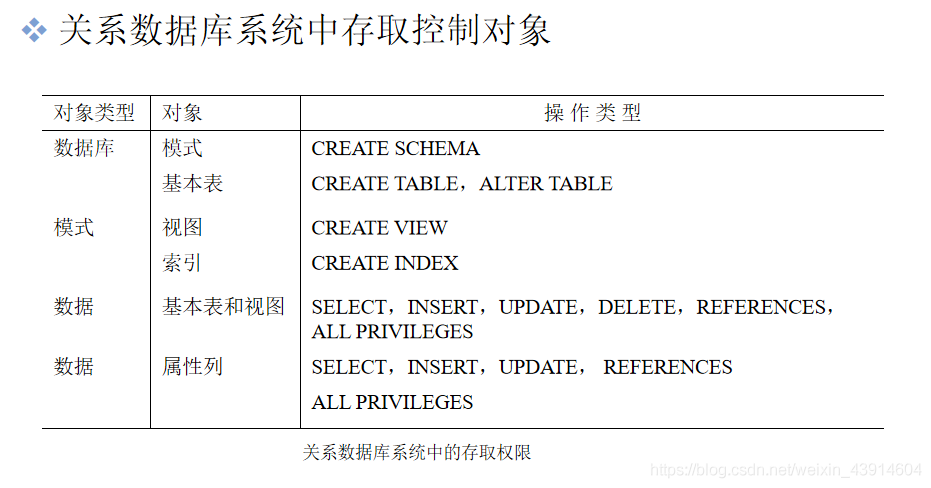 关系数据库系统中存取控制对象
对象类型 对象 操 作 类 型
数据库 模式 CREATE SCHEMA
基本表 CREATE TABLE，ALTER TABLE
模式 视图 CREATE VIEW
索引 CREATE INDEX
数据 基本表和视图 SELECT，INSERT，UPDATE，DELETE，REFERENCES，
ALL PRIVILEGES
数据 属性列 SELECT，INSERT，UPDATE， REFERENCES
ALL PRIVILEGES
关系数据库系统中的存取权限
https://blog.csdn.net/weixin_43914604